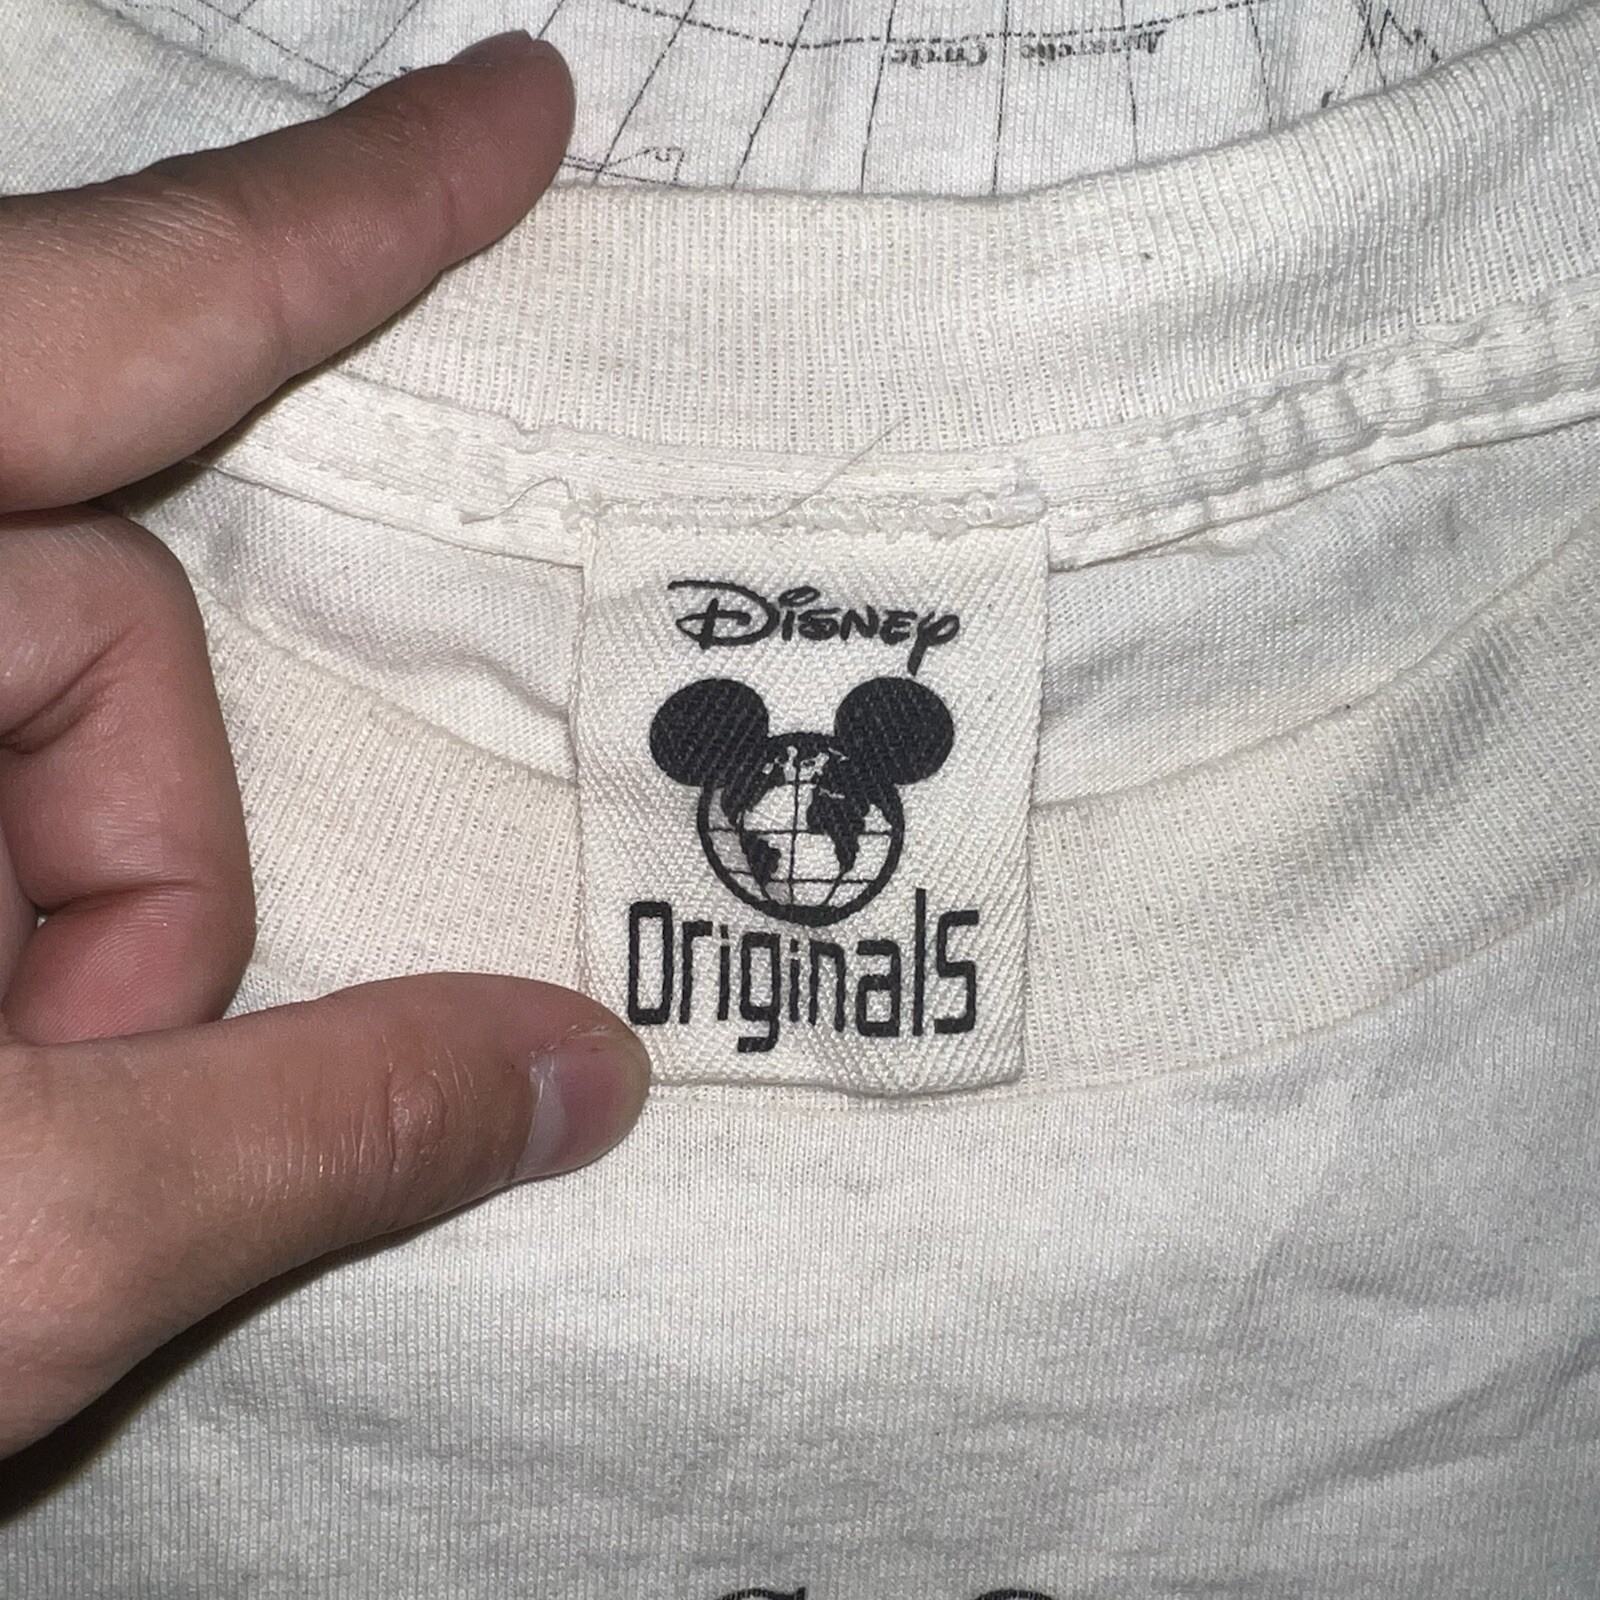 Antarctic Circle
Disney
Originals